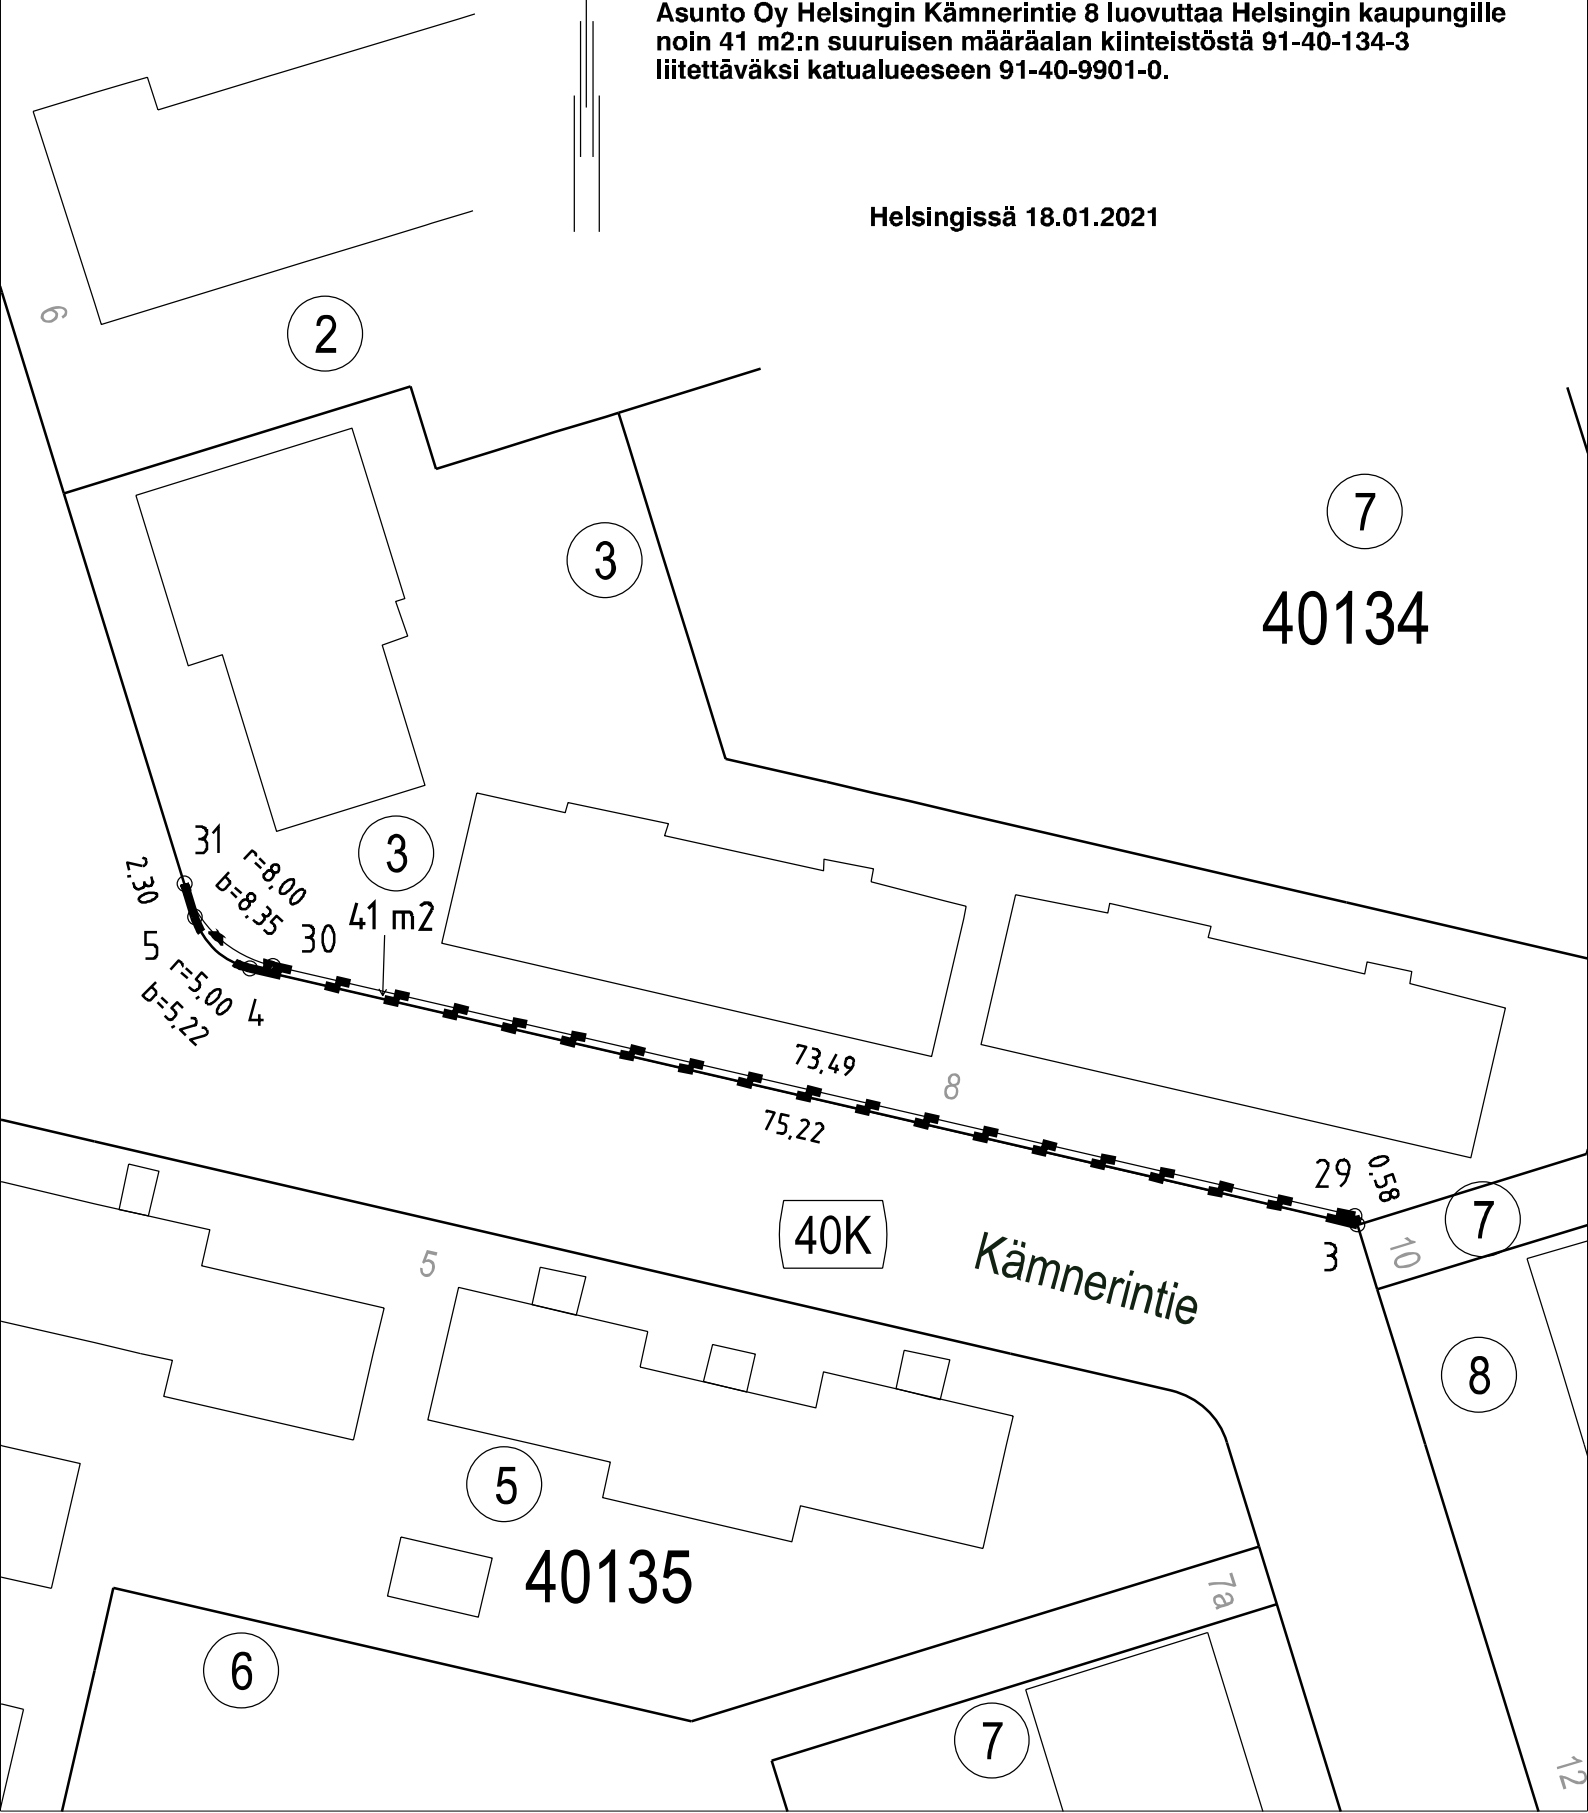 Asunto Oy Helsingin Kämnerintie 8 luovuttaa Helsingin kaupungille
noin 41 m2:n suuruisen määräalan kiinteistöstä 91-40-134-3
liitettäväksi katualueeseen 91-40-9901-0.
Helsingissä 18.01.2021
6
2
3
7
40134
31
r=8,00
b=8,35
2,30
3
41 m2
30
5
r=5,00
b=5,22
4
73,49
75,22
8
29
0,58
3
7
10
40K
Kämnerintie
5
8
5
40135
7a
6
7
12